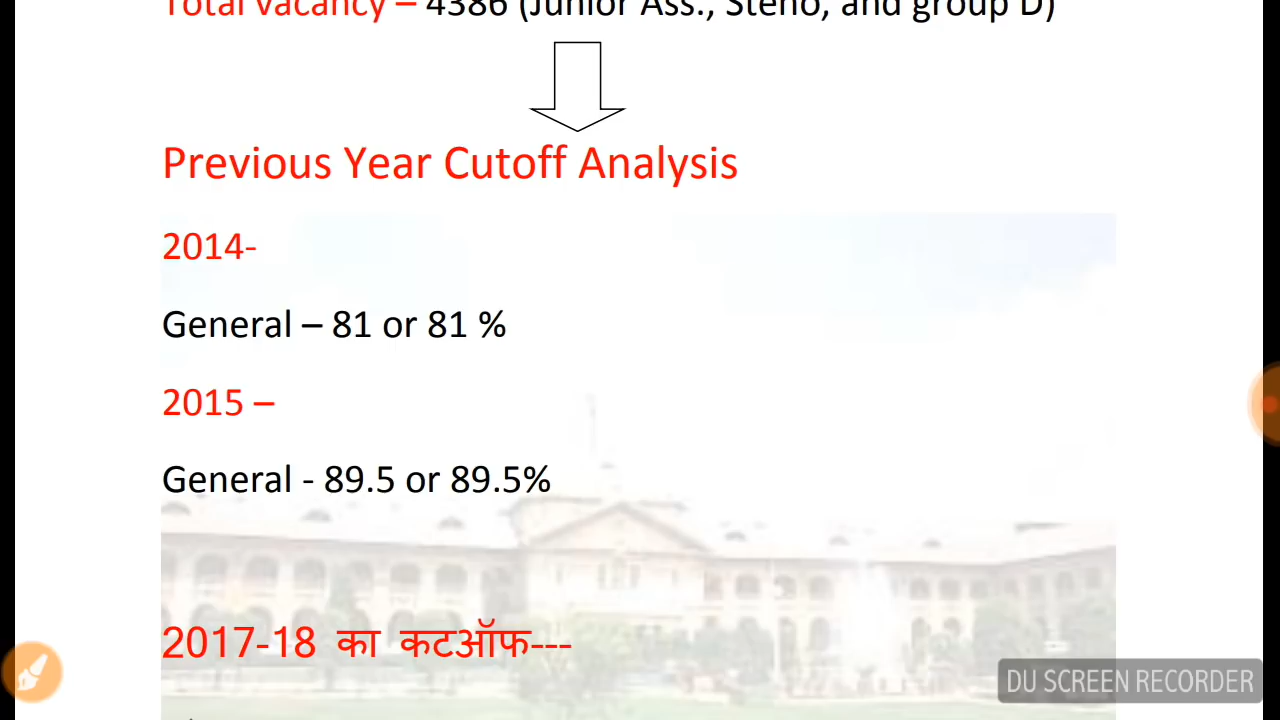 Total Vacancy – 4386 (Junior Ass., Steno, and group D)
Previous Year Cutoff Analysis
2014-
General – 81 or 81 %
2015 –
General - 89.5 or 89.5%
2017-18 का कटऑफ---
DU SCREEN RECORDER